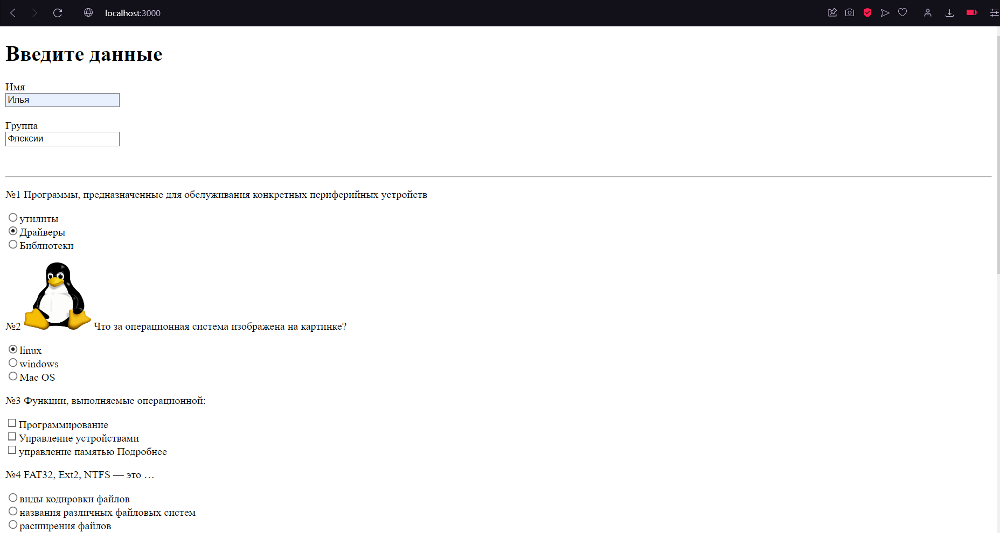 localhost:3000
Введите данные
Имя
Илья
Группа
Флексии
№1 Программы, предназначенные для обслуживания конкретных периферийных устройств
утилиты
Драйверы
Библиотеки
№2 Что за операционная система изображена на картинке?
linux
windows
Mac OS
№3 Функции, выполняемые операционной:
Программирование
Управление устройствами
управление памятью Подробнее
№4 FAT32, Ext2, NTFS — это …
виды кодировки файлов
названия различных файловых систем
расширения файлов